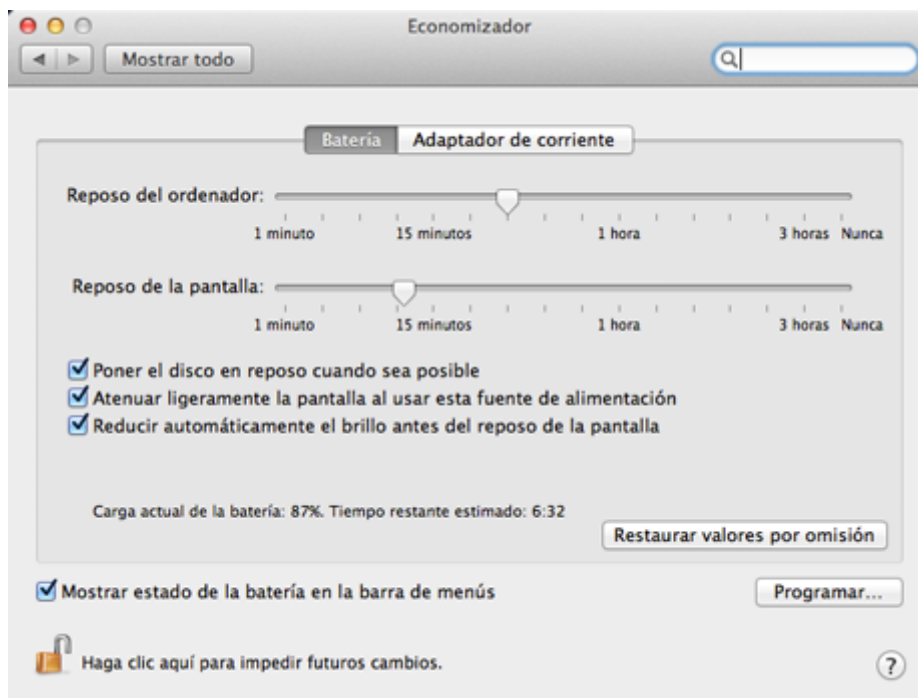 Economizador
Mostrar todo
Batería Adaptador de corriente
Reposo del ordenador:
1 minuto 15 minutos 1 hora 3 horas Nunca
Reposo de la pantalla:
1 minuto 15 minutos 1 hora 3 horas Nunca
Poner el disco en reposo cuando sea posible
Atenuar ligeramente la pantalla al usar esta fuente de alimentación
Reducir automáticamente el brillo antes del reposo de la pantalla
Carga actual de la batería: 87%. Tiempo restante estimado: 6:32
Restaurar valores por omisión
Mostrar estado de la batería en la barra de menús Programar...
Haga clic aquí para impedir futuros cambios. ?